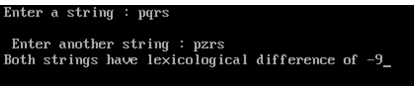 Enter a string : pqrs
Enter another string : pzrs
Both strings have lexicological difference of -9_